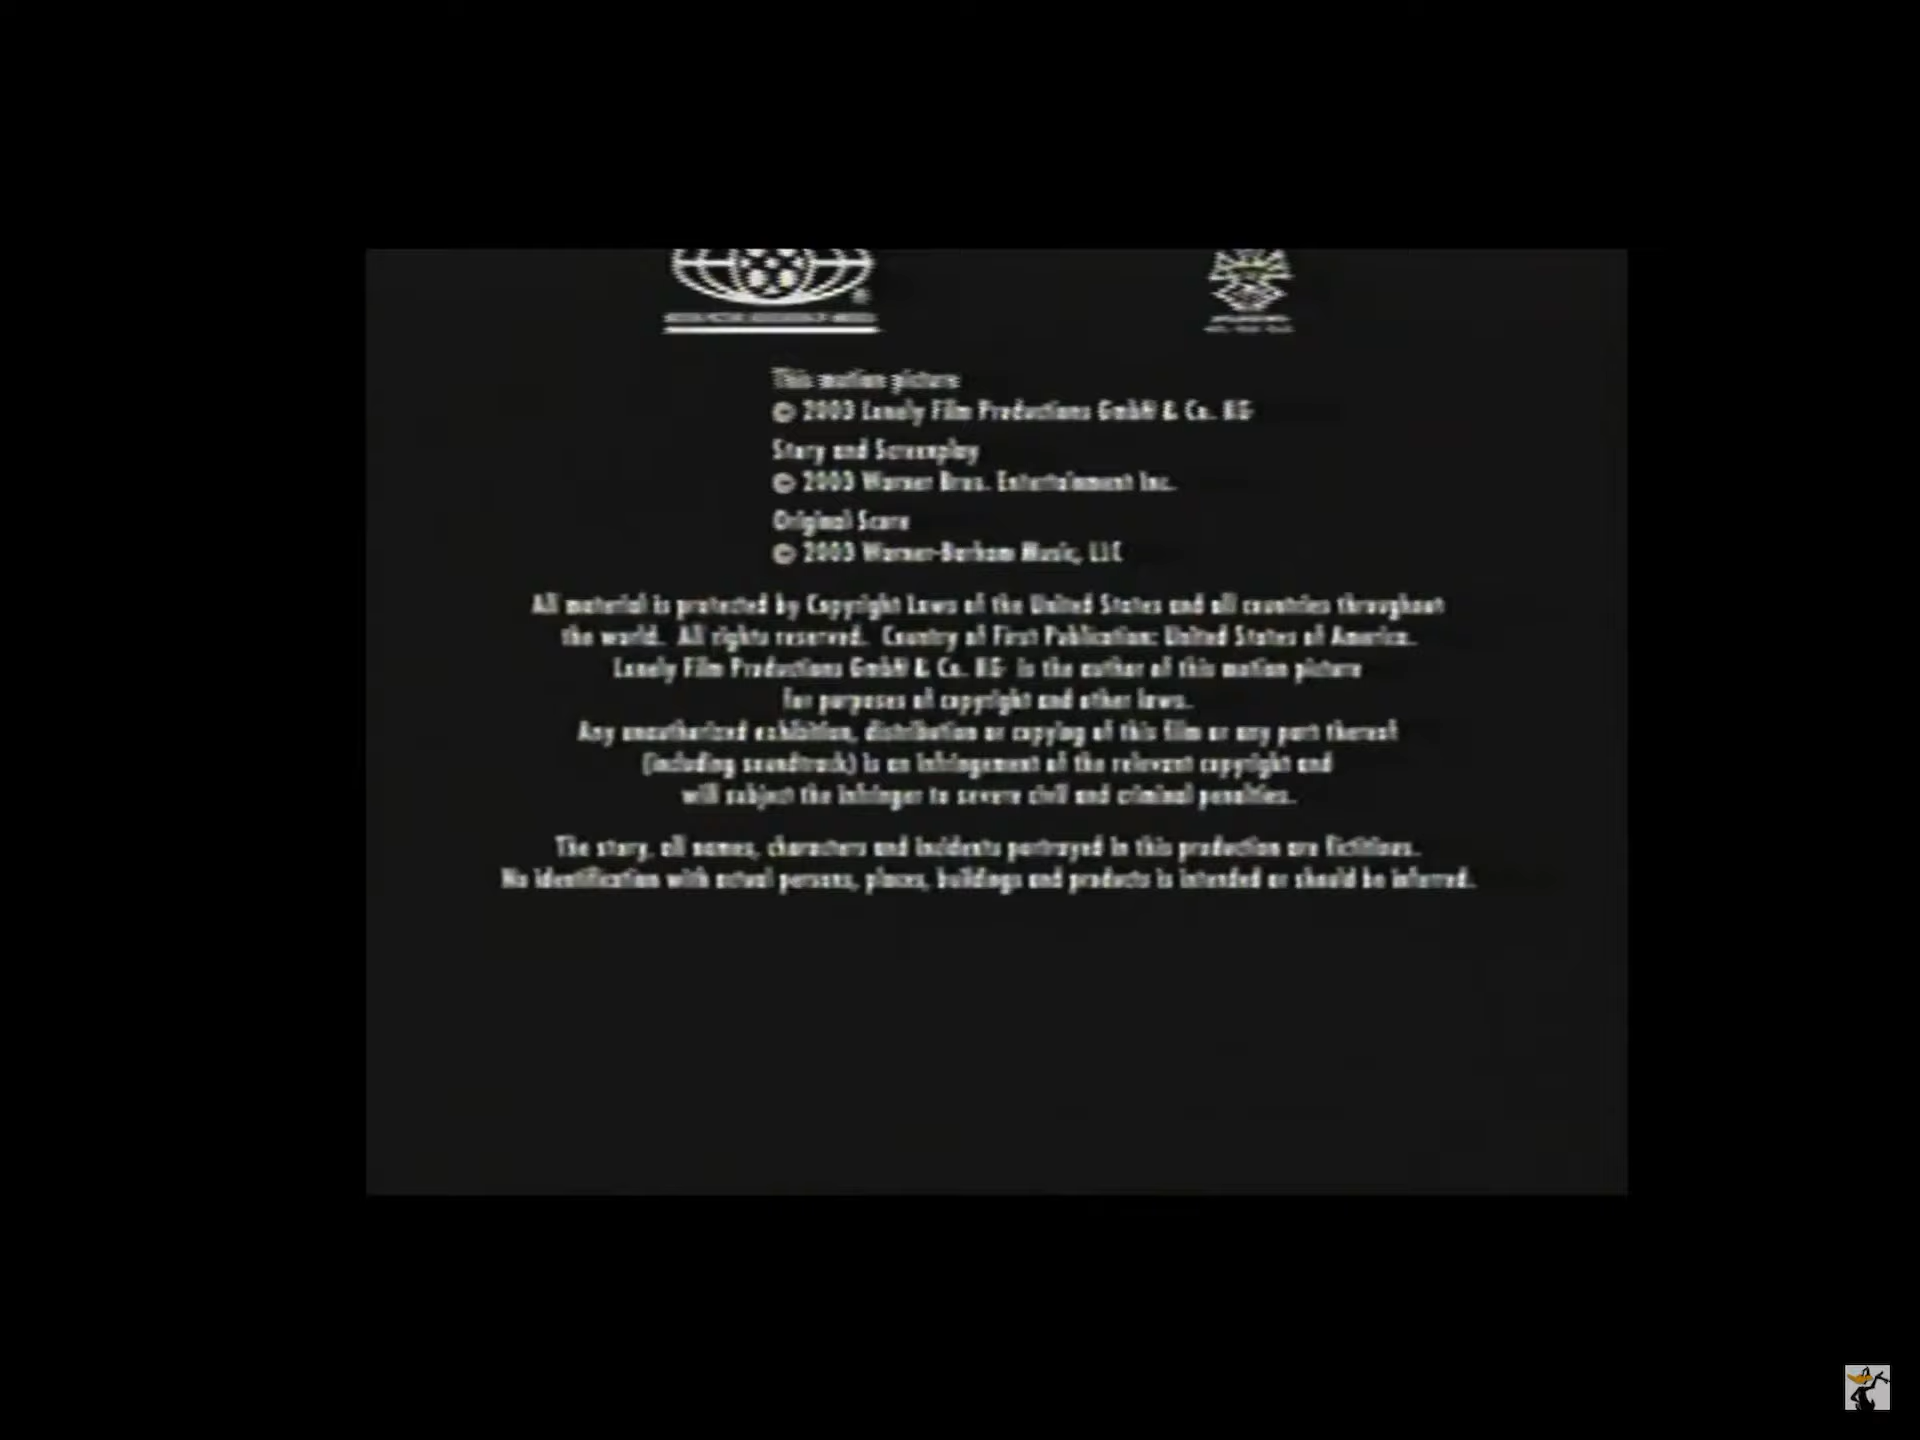 This motion picture
© 2003 Lonely Film Productions GmbH & Co. KG
Story and Screenplay
© 2003 Warner Bros. Entertainment Inc.
Original Score
© 2003 Warner-Barham Music, LLC
All material is protected by Copyright Laws of the United States and all countries throughout
the world. All rights reserved. Country of First Publication: United States of America.
Lonely Film Productions GmbH & Co. KG is the author of this motion picture
for purposes of copyright and other laws.
Any unauthorized exhibition, distribution or copying of this film or any part thereof
(including soundtrack) is an infringement of the relevant copyright and
will subject the infringer to severe civil and criminal penalties.
The story, all names, characters and incidents portrayed in this production are fictitious.
No identification with actual persons, places, buildings and products is intended or should be inferred.